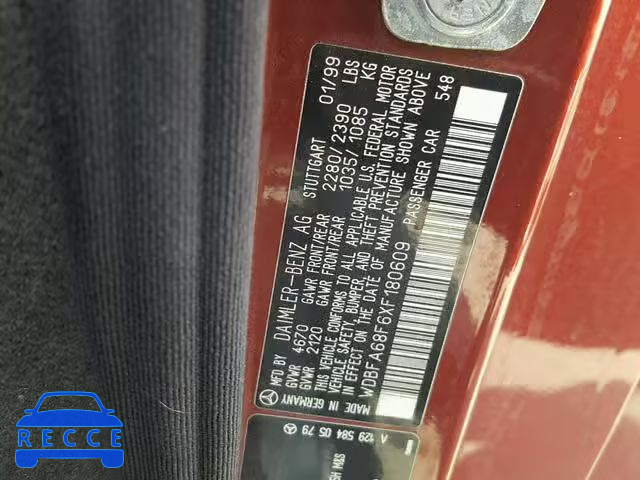 MFD BY DAIMLER-BENZ AG STUTTGART 01/99
GVWR 4670 GAWR FRONT/REAR 2280/2390 LBS
GVWR 2120 GAWR FRONT/REAR 1035/1085 KG
THIS VEHICLE CONFORMS TO ALL APPLICABLE U.S. FEDERAL MOTOR
VEHICLE SAFETY, BUMPER, AND THEFT PREVENTION STANDARDS
IN EFFECT ON THE DATE OF MANUFACTURE SHOWN ABOVE
WDBFA68F6XF180609 PASSENGER CAR 548
MADE IN GERMANY
A 129 584 05 79
RECCE